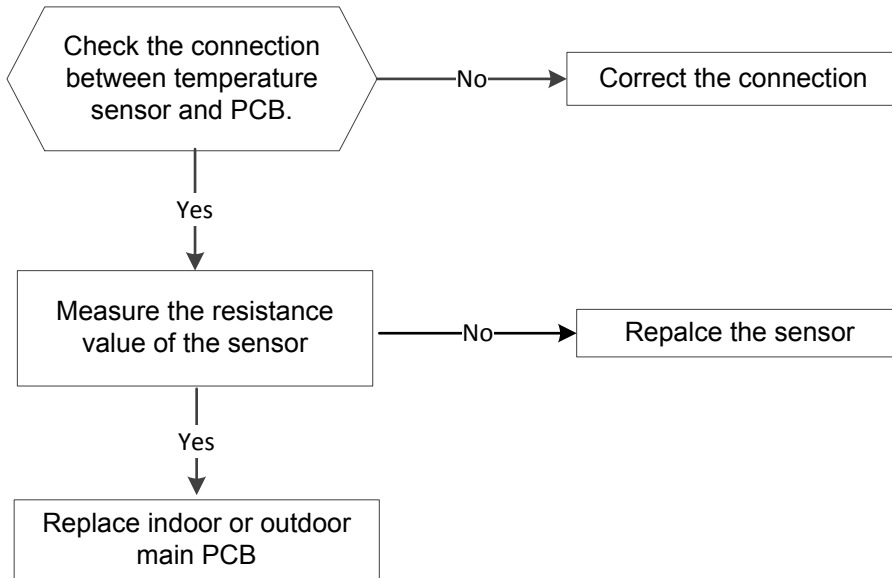 Check the connection
between temperature
sensor and PCB.
No
Correct the connection
Yes
Measure the resistance
value of the sensor
No
Repalce the sensor
Yes
Replace indoor or outdoor
main PCB